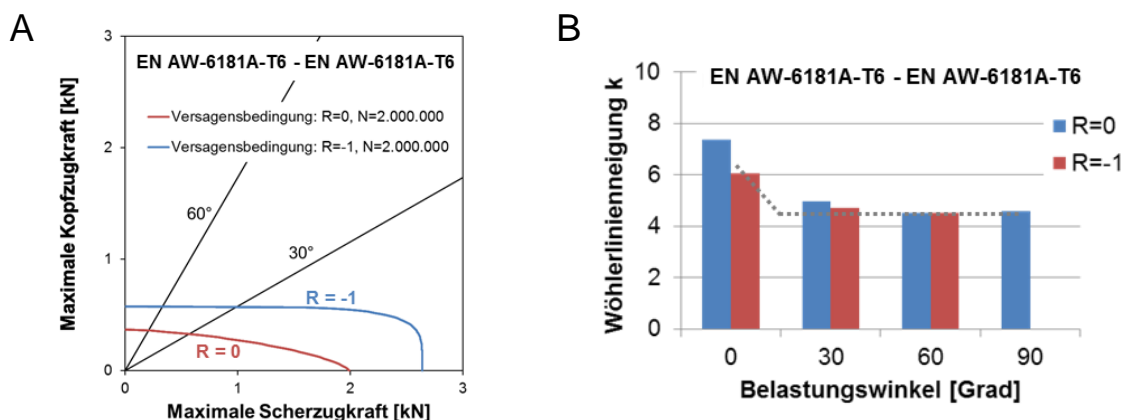 A
Maximale Kopfzugkraft [kN]
3
2
1
0
EN AW-6181A-T6 - EN AW-6181A-T6
Versagensbedingung: R=0, N=2.000.000
Versagensbedingung: R=-1, N=2.000.000
60°
30°
R = -1
R = 0
0
1
2
3
Maximale Scherzugkraft [kN]
B
Wöhlerlinienneigung k
10
8
6
4
2
0
EN AW-6181A-T6 - EN AW-6181A-T6
R=0
R=-1
0
30
60
90
Belastungswinkel [Grad]